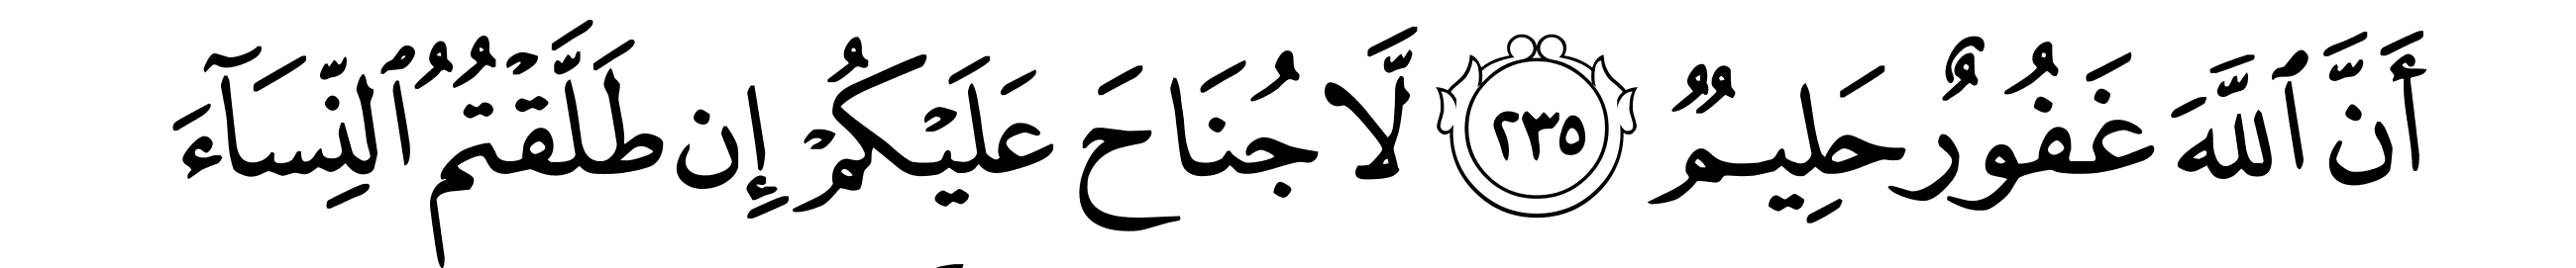 أَنَّ ٱللَّهَ غَفُورٌ حَلِيمٌۭ ٢٣٥ لَّا جُنَاحَ عَلَيْكُمْ إِن طَلَّقْتُمُ ٱلنِّسَآءَ